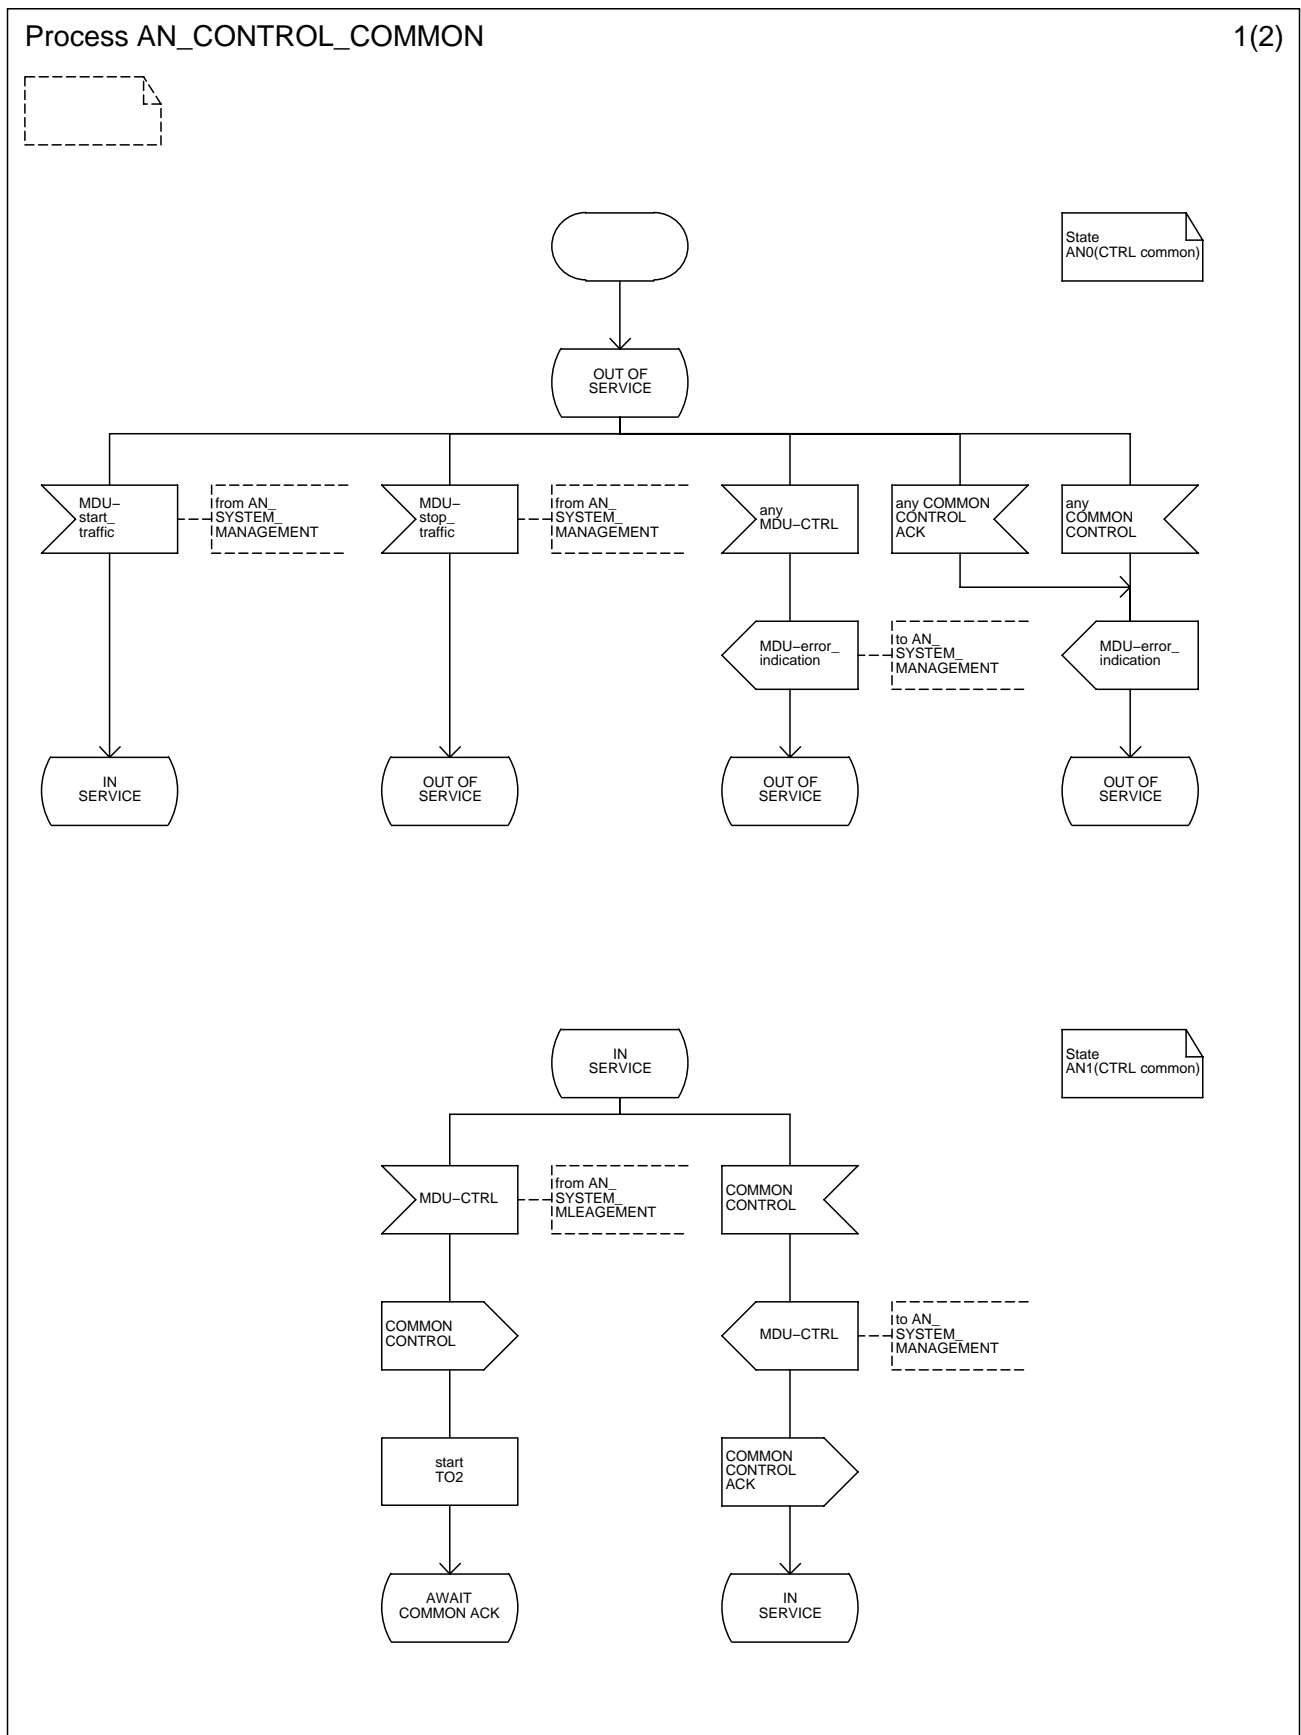 Process AN_CONTROL_COMMON
1(2)
State
AN0(CTRL common)
OUT OF
SERVICE
MDU–
start_
traffic
from AN_
SYSTEM_
MANAGEMENT
MDU–
stop_
traffic
from AN_
SYSTEM_
MANAGEMENT
any
MDU–CTRL
any COMMON
CONTROL
ACK
any
COMMON
CONTROL
MDU–error_
indication
to AN_
SYSTEM_
MANAGEMENT
MDU–error_
indication
IN
SERVICE
OUT OF
SERVICE
OUT OF
SERVICE
OUT OF
SERVICE
IN
SERVICE
State
AN1(CTRL common)
MDU–CTRL
from AN_
SYSTEM_
MLEAGEMENT
COMMON
CONTROL
COMMON
CONTROL
MDU–CTRL
to AN_
SYSTEM_
MANAGEMENT
start
TO2
COMMON
CONTROL
ACK
AWAIT
COMMON ACK
IN
SERVICE